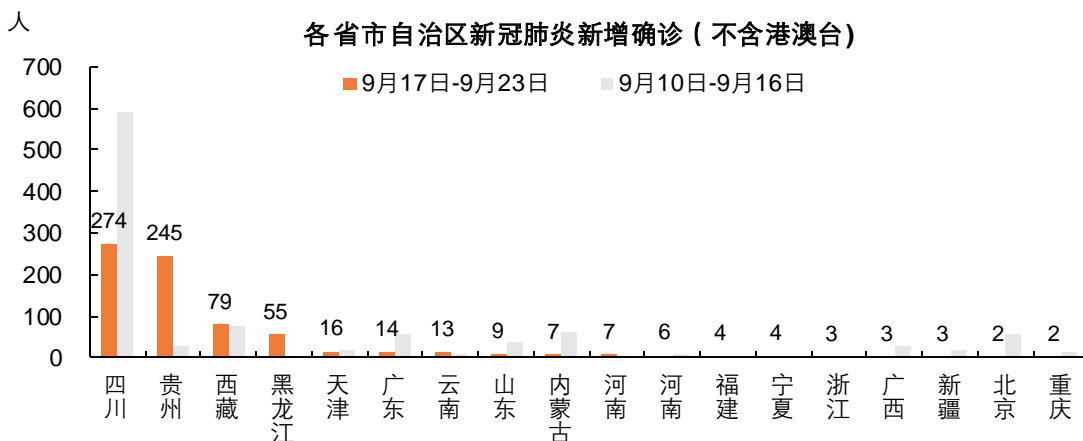 人
各省市自治区新冠肺炎新增确诊（不含港澳台)
9月17日-9月23日 9月10日-9月16日
700
600
500
400
300
200
100
0
274 245 79 55 16 14 13 9 7 7 6 4 4 3 3 3 2 2
四川 贵州 西藏 黑龙江 天津 广东 云南 山东 内蒙古 河南 河南 福建 宁夏 浙江 广西 新疆 北京 重庆